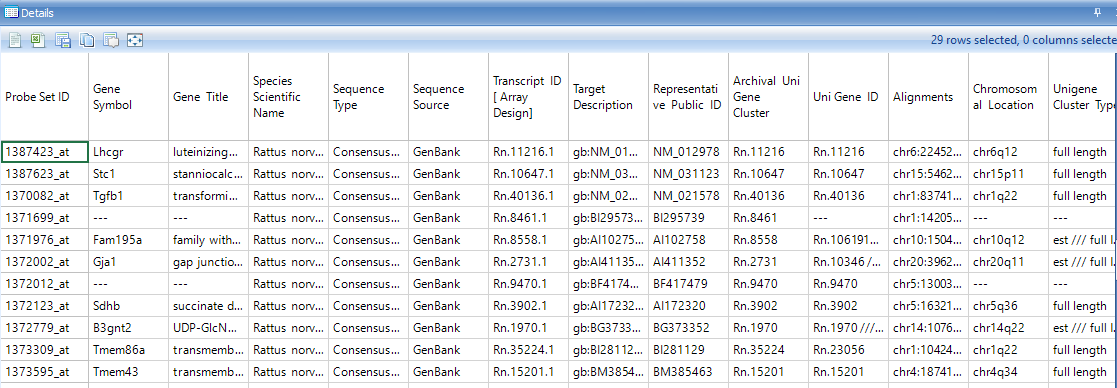 Details
29 rows selected, 0 columns selecte
Probe Set ID Gene Symbol Gene Title Species Scientific Name Sequence Type Sequence Source Transcript ID [ Array Design] Target Description Representati ve Public ID Archival Uni Gene Cluster Uni Gene ID Alignments Chromosom al Location Unigene Cluster Type
1387423_at Lhcgr luteinizing... Rattus norv... Consensus... GenBank Rn.11216.1 gb:NM_01... NM_012978 Rn.11216 Rn.11216 chr6:22452... chr6q12 full length
1387623_at Stc1 stanniocalc... Rattus norv... Consensus... GenBank Rn.10647.1 gb:NM_03... NM_031123 Rn.10647 Rn.10647 chr15:5462... chr15p11 full length
1370082_at Tgfb1 transformi... Rattus norv... Consensus... GenBank Rn.40136.1 gb:NM_02... NM_021578 Rn.40136 Rn.40136 chr1:83741... chr1q22 full length
1371699_at --- --- Rattus norv... Consensus... GenBank Rn.8461.1 gb:BI29573... BI295739 Rn.8461 --- chr1:14205... --- ---
1371976_at Fam195a family with... Rattus norv... Consensus... GenBank Rn.8558.1 gb:AI10275... AI102758 Rn.8558 Rn.106191... chr10:1504... chr10q12 est /// full l...
1372002_at Gja1 gap junctio... Rattus norv... Consensus... GenBank Rn.2731.1 gb:AI41135... AI411352 Rn.2731 Rn.10346 /... chr20:3962... chr20q11 est /// full l...
1372012_at --- --- Rattus norv... Consensus... GenBank Rn.9470.1 gb:BF4174... BF417479 Rn.9470 Rn.9470 chr5:13003... --- ---
1372123_at Sdhb succinate d... Rattus norv... Consensus... GenBank Rn.3902.1 gb:AI17232... AI172320 Rn.3902 Rn.3902 chr5:16321... chr5q36 full length
1372779_at B3gnt2 UDP-GlcN... Rattus norv... Consensus... GenBank Rn.1970.1 gb:BG3733... BG373352 Rn.1970 Rn.1970 ///... chr14:1076... chr14q22 est /// full l...
1373309_at Tmem86a transmemb... Rattus norv... Consensus... GenBank Rn.35224.1 gb:BI28112... BI281129 Rn.35224 Rn.23056 chr1:10424... chr1q22 full length
1373595_at Tmem43 transmemb... Rattus norv... Consensus... GenBank Rn.15201.1 gb:BM3854... BM385463 Rn.15201 Rn.15201 chr4:18741... chr4q34 full length